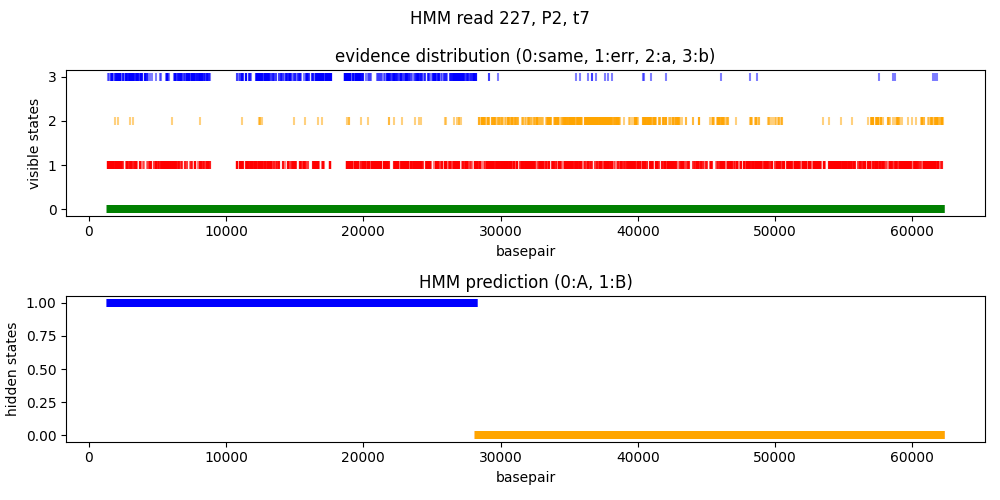 HMM read 227, P2, t7
evidence distribution (0:same, 1:err, 2:a, 3:b)
visible states
3
2
1
0
0 10000 20000 30000 40000 50000 60000
basepair
HMM prediction (0:A, 1:B)
hidden states
1.00
0.75
0.50
0.25
0.00
0 10000 20000 30000 40000 50000 60000
basepair